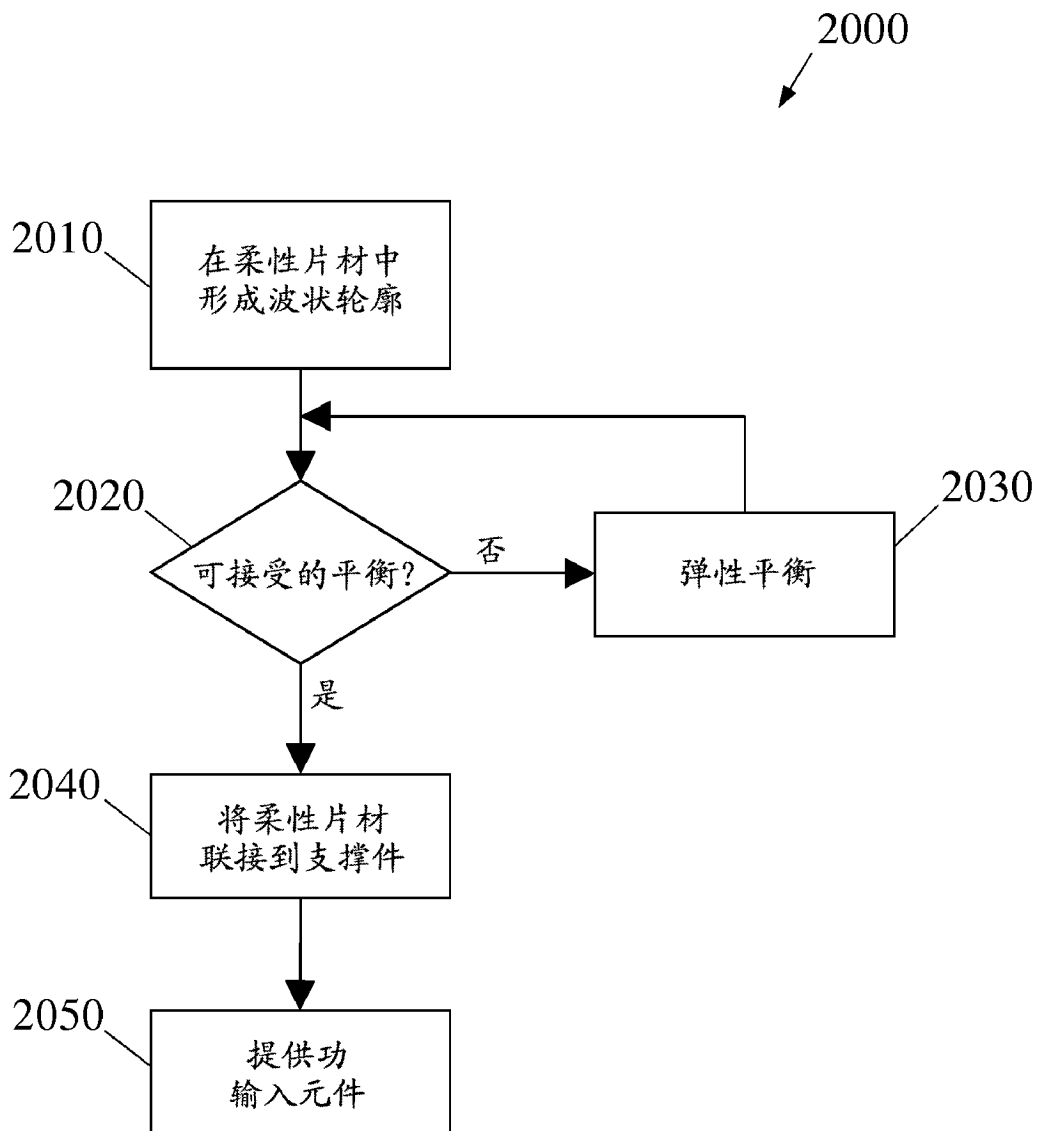 2000
2010
在柔性片材中
形成波状轮廓
2020
可接受的平衡?
否
2030
弹性平衡
是
2040
将柔性片材
联接到支撑件
2050
提供功
输入元件